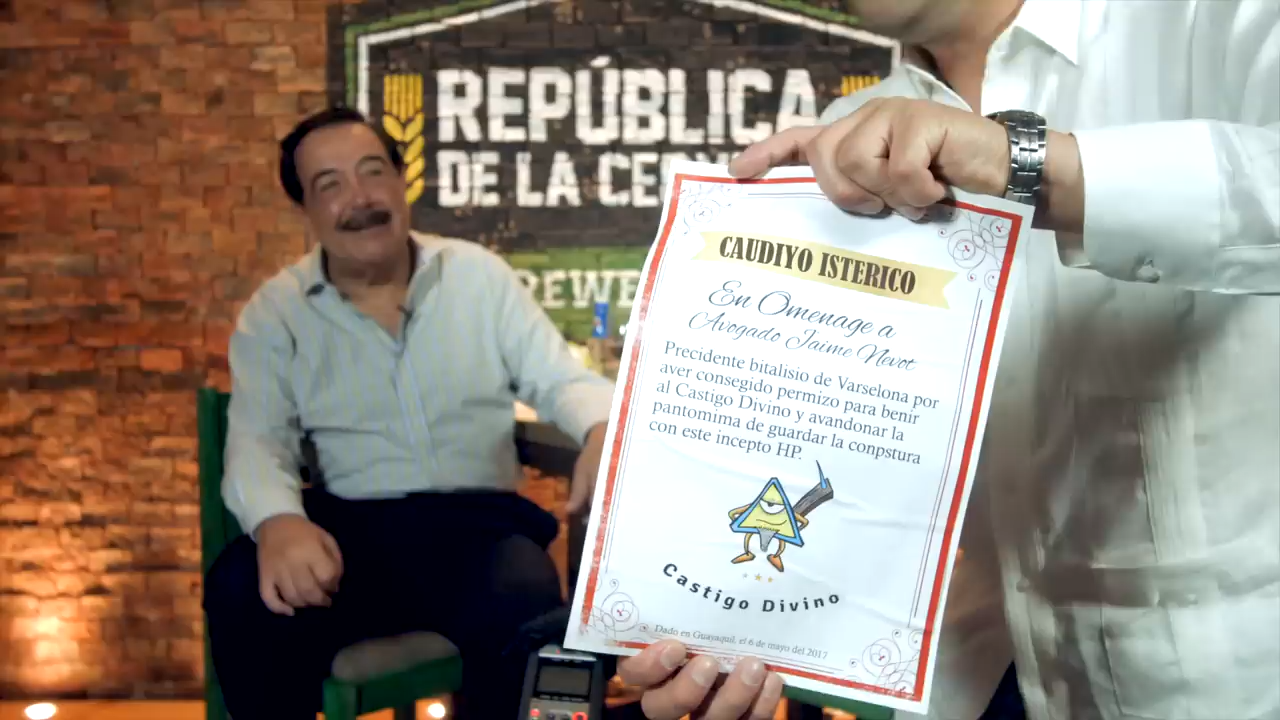 REPÚBLICA
DE LA CE
REWE
CAUDIYO ISTERICO
En Omenage a
Avogado Jaime Nevot
Precidente bitalisio de Varselona por
aver consegido permizo para benir
al Castigo Divino y avandonar la
pantomima de guardar la conpstura
con este incepto HP.
Castigo Divino
Dado en Guayaquil, el 6 de mayo del 2017